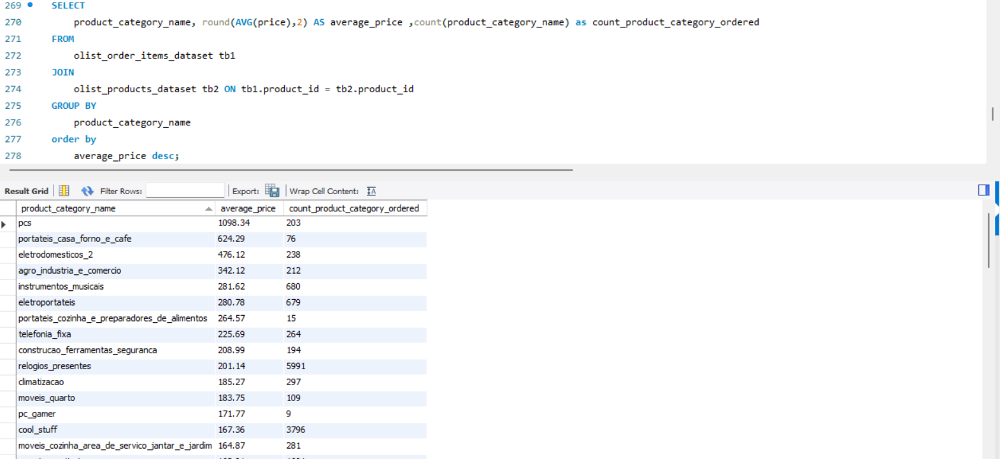 269 SELECT
270 product_category_name, round(AVG(price),2) AS average_price ,count(product_category_name) as count_product_category_ordered
271 FROM
272 olist_order_items_dataset tb1
273 JOIN
274 olist_products_dataset tb2 ON tb1.product_id = tb2.product_id
275 GROUP BY
276 product_category_name
277 order by
278 average_price desc;
Result Grid Filter Rows: Export: Wrap Cell Content: IA
product_category_name average_price count_product_category_ordered
pcs 1098.34 203
portateis_casa_forno_e_cafe 624.29 76
eletrodomesticos_2 476.12 238
agro_industria_e_comercio 342.12 212
instrumentos_musicais 281.62 680
eletroportateis 280.78 679
portateis_cozinha_e_preparadores_de_alimentos 264.57 15
telefonia_fixa 225.69 264
construcao_ferramentas_seguranca 208.99 194
relogios_presentes 201.14 5991
climatizacao 185.27 297
moveis_quarto 183.75 109
pc_gamer 171.77 9
cool_stuff 167.36 3796
moveis_cozinha_area_de_servico_jantar_e_jardim 164.87 281